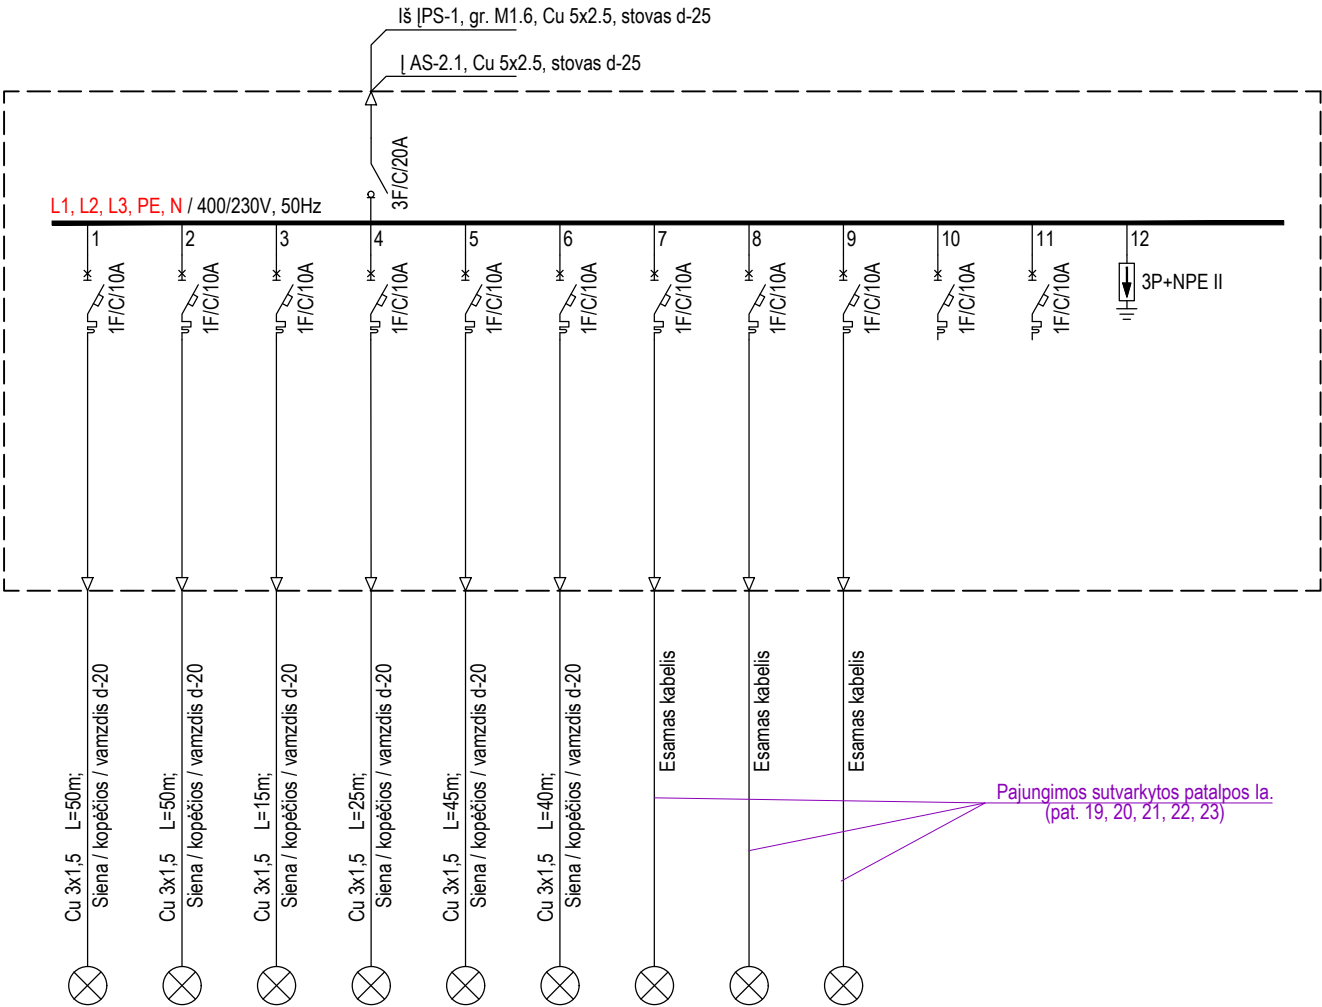 Iš ĮPS-1, gr. M1.6, Cu 5x2.5, stovas d-25
Į AS-2.1, Cu 5x2.5, stovas d-25
3F/C/20A
L1, L2, L3, PE, N / 400/230V, 50Hz
1
2
3
4
5
6
7
8
9
10
11
12
1F/C/10A
1F/C/10A
1F/C/10A
1F/C/10A
1F/C/10A
1F/C/10A
1F/C/10A
1F/C/10A
1F/C/10A
1F/C/10A
1F/C/10A
3P+NPE II
Cu 3x1,5 L=50m;
Siena / kopėčios / vamzdis d-20
Cu 3x1,5 L=50m;
Siena / kopėčios / vamzdis d-20
Cu 3x1,5 L=15m;
Siena / kopėčios / vamzdis d-20
Cu 3x1,5 L=25m;
Siena / kopėčios / vamzdis d-20
Cu 3x1,5 L=45m;
Siena / kopėčios / vamzdis d-20
Cu 3x1,5 L=40m;
Siena / kopėčios / vamzdis d-20
Esamas kabelis
Esamas kabelis
Esamas kabelis
Pajungimos sutvarkytos patalpos Ia.
(pat. 19, 20, 21, 22, 23)